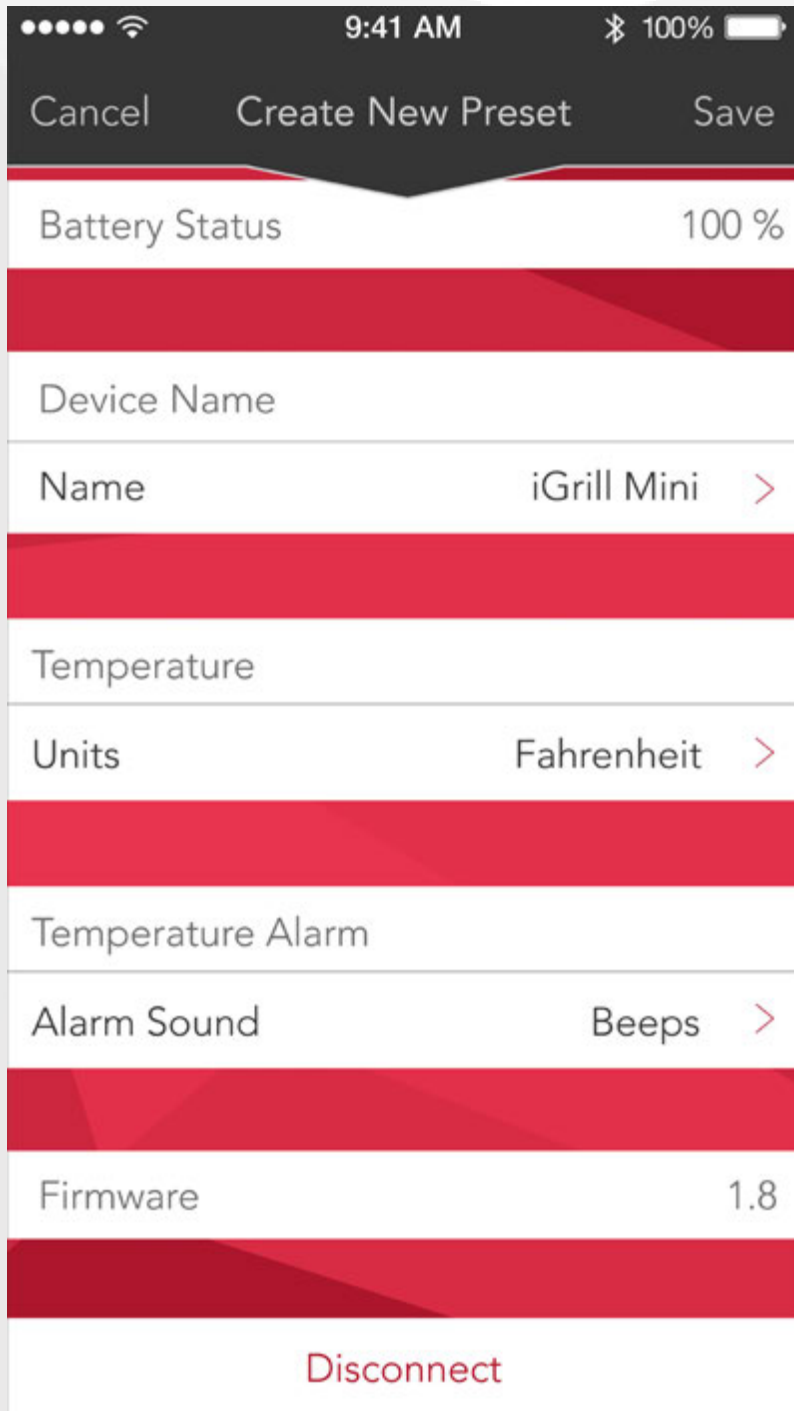 9:41 AM 100%
Cancel Create New Preset Save
Battery Status 100 %
Device Name
Name iGrill Mini >
Temperature
Units Fahrenheit >
Temperature Alarm
Alarm Sound Beeps >
Firmware 1.8
Disconnect